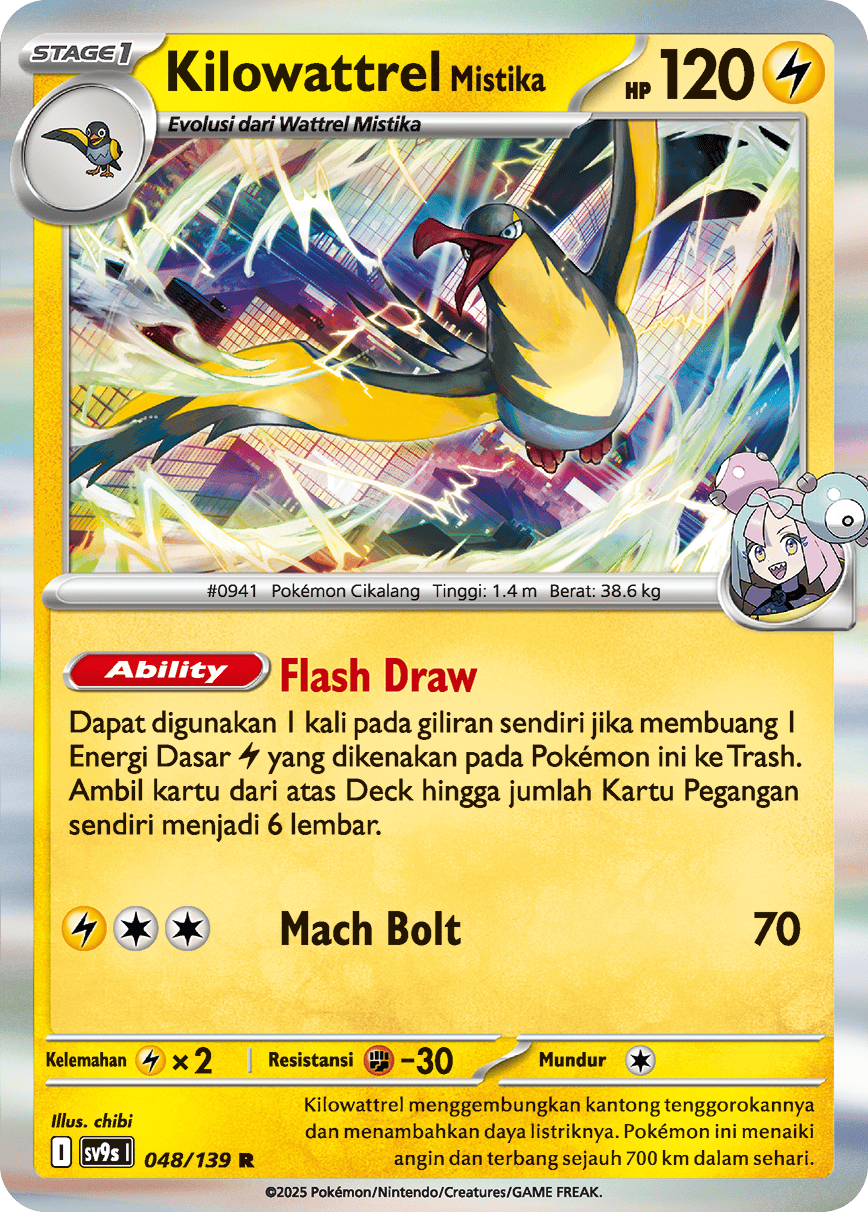 STAGE1
Kilowattrel Mistika
HP 120
Evolusi dari Wattrel Mistika
#0941 Pokémon Cikalang Tinggi: 1.4 m Berat: 38.6 kg
Ability Flash Draw
Dapat digunakan 1 kali pada giliran sendiri jika membuang 1
Energi Dasar yang dikenakan pada Pokémon ini ke Trash.
Ambil kartu dari atas Deck hingga jumlah Kartu Pegangan
sendiri menjadi 6 lembar.
Mach Bolt 70
Kelemahan ×2 Resistansi -30 Mundur
Illus. chibi
I sv9s I 048/139 R
Kilowattrel menggembungkan kantong tenggorokannya
dan menambahkan daya listriknya. Pokémon ini menaiki
angin dan terbang sejauh 700 km dalam sehari.
©2025 Pokémon/Nintendo/Creatures/GAME FREAK.